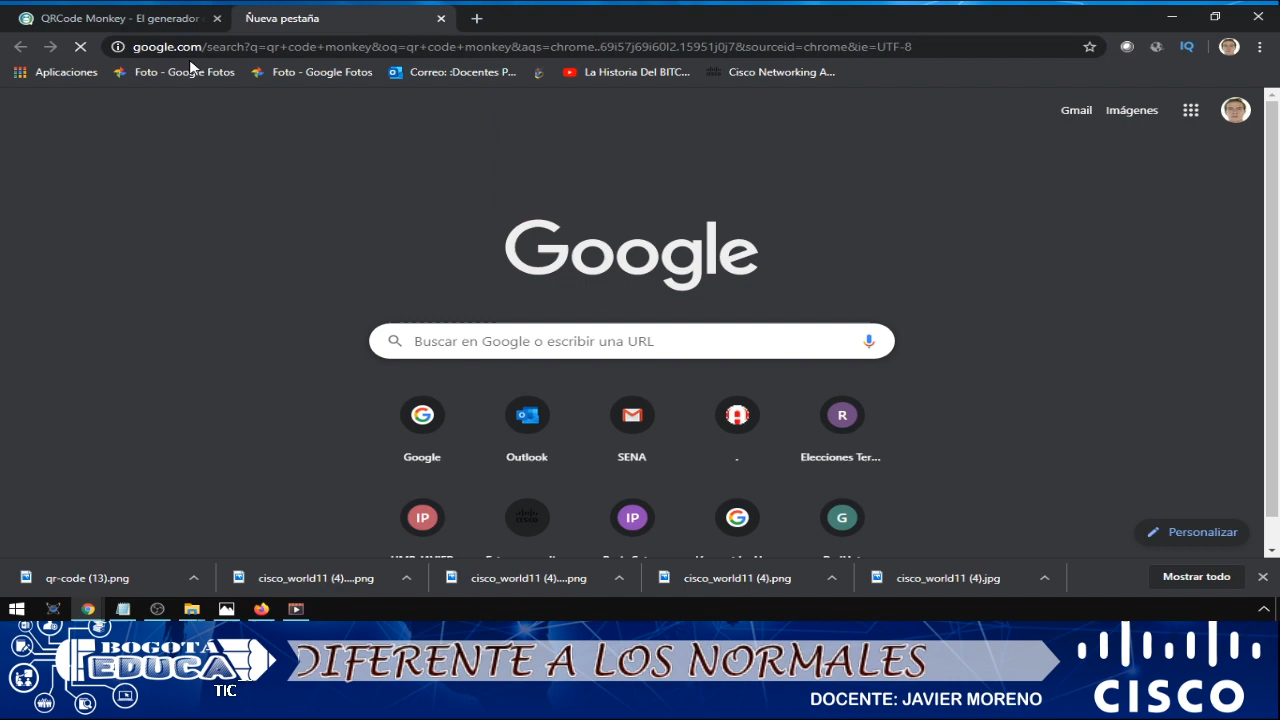 QRCode Monkey - El generador
Nueva pestaña
google.com/search?q=qr+code+monkey&oq=qr+code+monkey&aqs=chrome..69i57j69i60l2.15951j0j7&sourceid=chrome&ie=UTF-8
IQ
Aplicaciones
Foto - Google Fotos
Foto - Google Fotos
Correo: :Docentes P...
La Historia Del BITC...
Cisco Networking A...
Gmail
Imágenes
Google
Buscar en Google o escribir una URL
R
Google
Outlook
SENA
.
Elecciones Ter...
IP
cisco
IP
G
Personalizar
qr-code (13).png
cisco_world11 (4)....png
cisco_world11 (4)....png
cisco_world11 (4).png
cisco_world11 (4).jpg
Mostrar todo
BOGOTÁ
EDUCA
TIC
DIFERENTE A LOS NORMALES
DOCENTE: JAVIER MORENO
CISCO